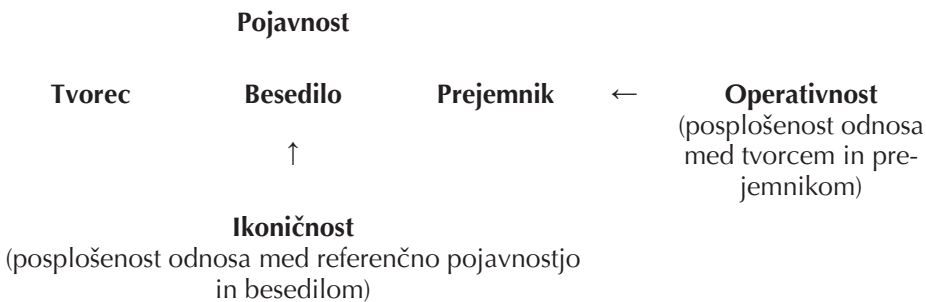 Pojavnost
Tvorec Besedilo Prejemnik ← Operativnost
(posplošenost odnosa
med tvorcem in pre-
jemnikom)
↑
Ikoničnost
(posplošenost odnosa med referenčno pojavnostjo
in besedilom)